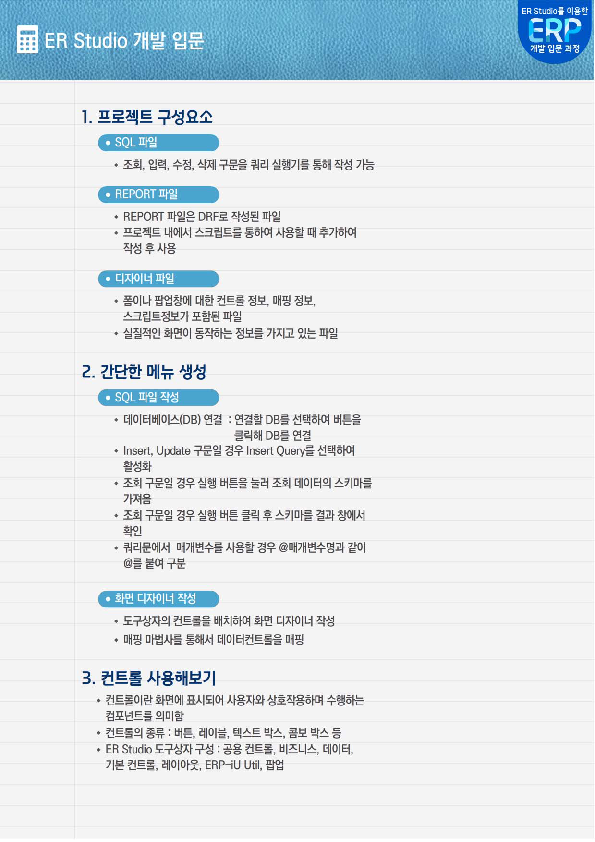 ER Studio 개발 입문
ER Studio를 이용한
ERP
개발 입문 과정
1. 프로젝트 구성요소
• SQL 파일
조회, 입력, 수정, 삭제 구문을 쿼리 실행기를 통해 작성 가능
• REPORT 파일
REPORT 파일은 DRF로 작성된 파일
프로젝트 내에서 스크립트를 통하여 사용할 때 추가하여
작성 후 사용
• 디자이너 파일
폼이나 팝업창에 대한 컨트롤 정보, 매핑 정보,
스크립트정보가 포함된 파일
실질적인 화면이 동작하는 정보를 가지고 있는 파일
2. 간단한 메뉴 생성
• SQL 파일 작성
데이터베이스(DB) 연결 : 연결할 DB를 선택하여 버튼을
클릭해 DB를 연결
Insert, Update 구문일 경우 Insert Query를 선택하여
활성화
조회 구문일 경우 실행 버튼을 눌러 조회 데이터의 스키마를
가져옴
조회 구문일 경우 실행 버튼 클릭 후 스키마를 결과 창에서
확인
쿼리문에서 매개변수를 사용할 경우 @매개변수명과 같이
@를 붙여 구분
• 화면 디자이너 작성
도구상자의 컨트롤을 배치하여 화면 디자이너 작성
매핑 마법사를 통해서 데이터컨트롤을 매핑
3. 컨트롤 사용해보기
컨트롤이란 화면에 표시되어 사용자와 상호작용하며 수행하는
컴포넌트를 의미함
컨트롤의 종류 : 버튼, 레이블, 텍스트 박스, 콤보 박스 등
ER Studio 도구상자 구성 : 공용 컨트롤, 비즈니스, 데이터,
기본 컨트롤, 레이아웃, ERP-iU Util, 팝업